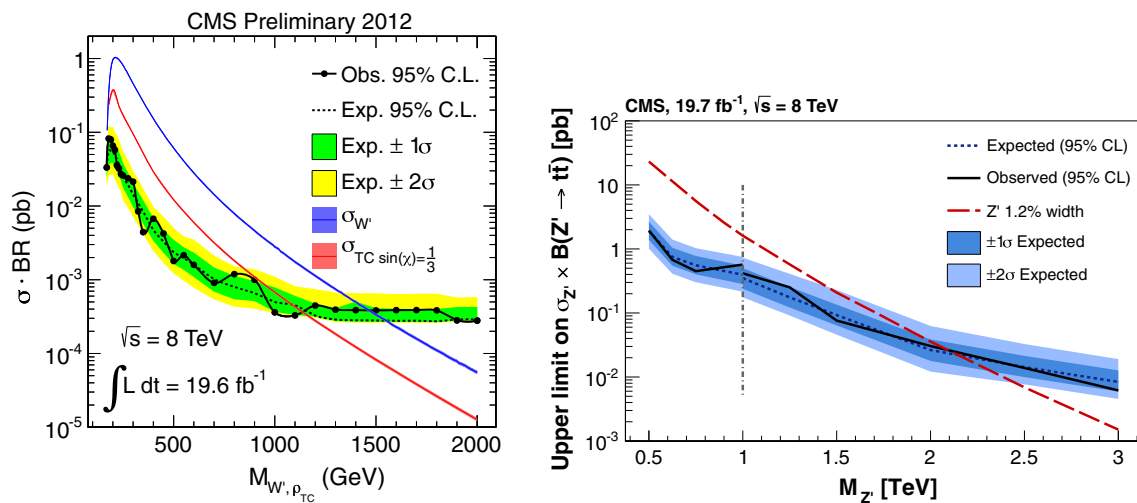 CMS Preliminary 2012
σ · BR (pb)
1
10⁻¹
10⁻²
10⁻³
10⁻⁴
10⁻⁵
Obs. 95% C.L.
Exp. 95% C.L.
Exp. ± 1σ
Exp. ± 2σ
σ_W'
σ_TC sin(χ)=1/3
√s = 8 TeV
∫L dt = 19.6 fb⁻¹
500 1000 1500 2000
M_W', ρ_TC (GeV)
CMS, 19.7 fb⁻¹, √s = 8 TeV
Upper limit on σ_Z' × B(Z' → tt̄) [pb]
10²
10
1
10⁻¹
10⁻²
10⁻³
Expected (95% CL)
Observed (95% CL)
Z' 1.2% width
±1σ Expected
±2σ Expected
0.5 1 1.5 2 2.5 3
M_Z' [TeV]